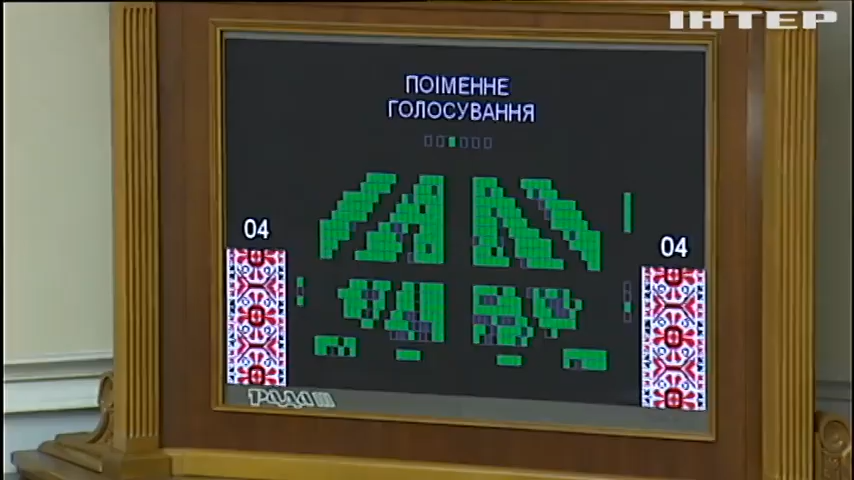 ІНТЕР
ПОІМЕННЕ
ГОЛОСУВАННЯ
04
04
РАДА